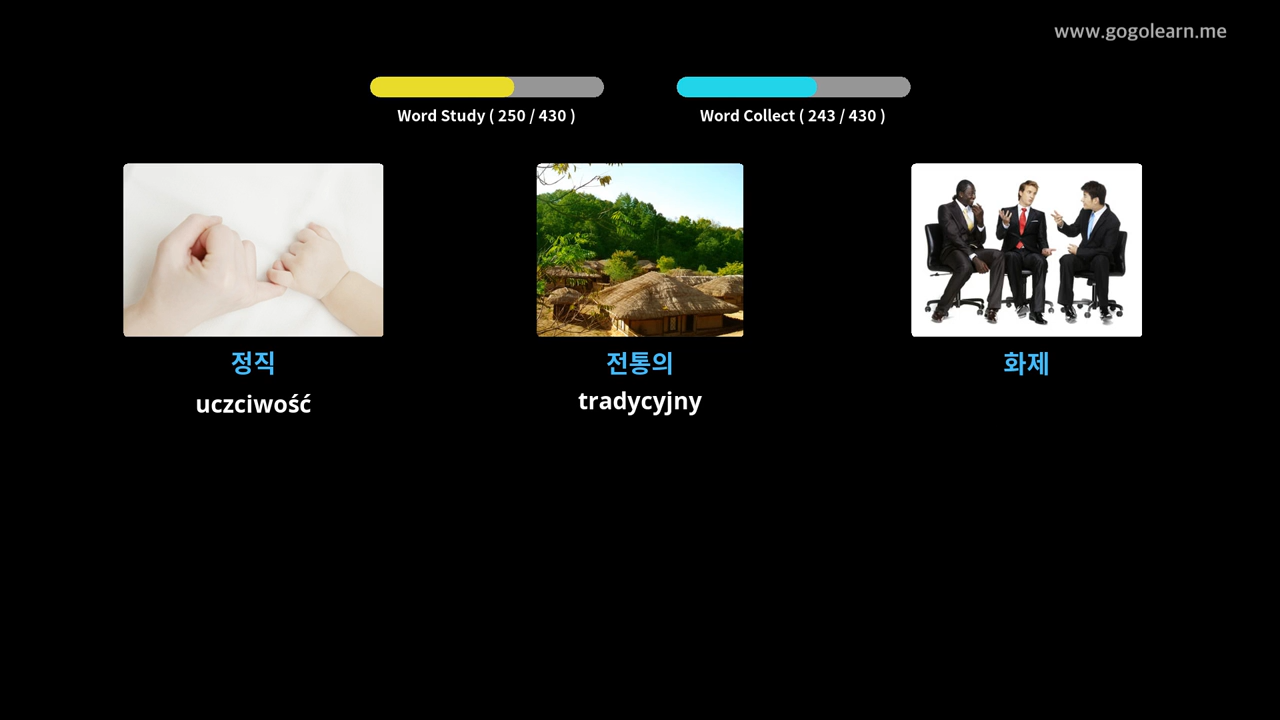 www.gogolearn.me
Word Study ( 250 / 430 )
Word Collect ( 243 / 430 )
정직
전통의
화제
uczciwość
tradycyjny